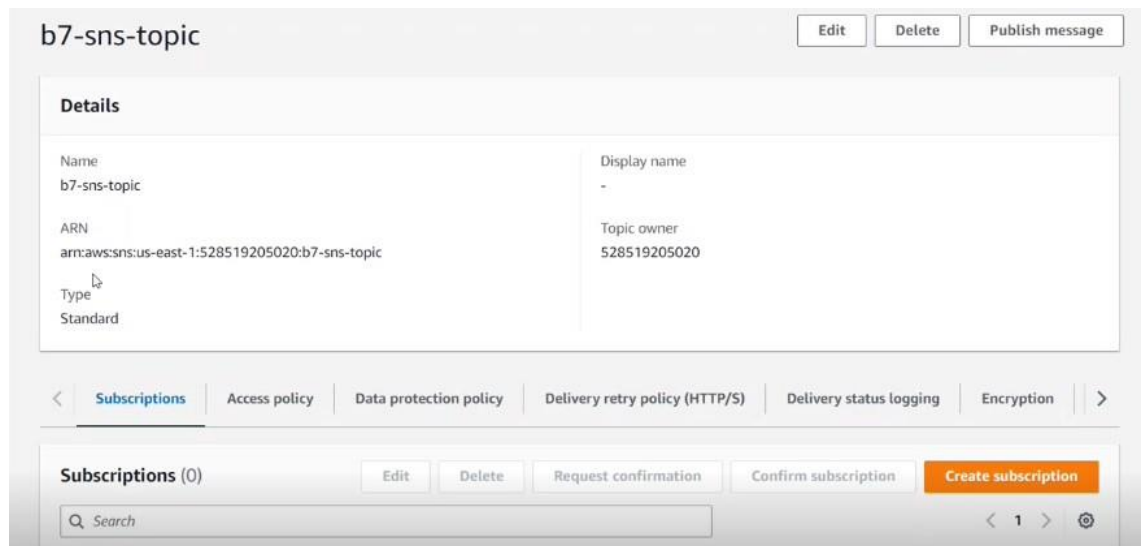 b7-sns-topic
Edit
Delete
Publish message
Details
Name
b7-sns-topic
Display name
-
ARN
arn:aws:sns:us-east-1:528519205020:b7-sns-topic
Topic owner
528519205020
Type
Standard
Subscriptions
Access policy
Data protection policy
Delivery retry policy (HTTP/S)
Delivery status logging
Encryption
Subscriptions (0)
Edit
Delete
Request confirmation
Confirm subscription
Create subscription
Search
1